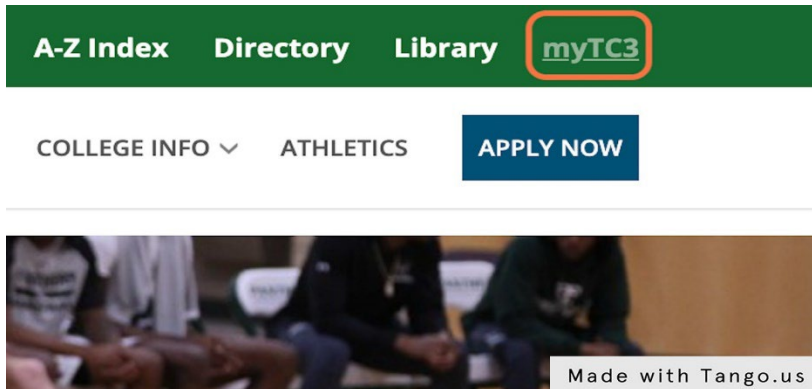 A-Z Index Directory Library myTC3
COLLEGE INFO ATHLETICS APPLY NOW
Made with Tango.us